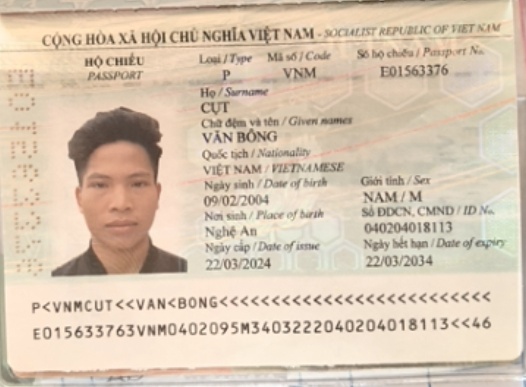 CỘNG HÒA XÃ HỘI CHỦ NGHĨA VIỆT NAM - SOCIALIST REPUBLIC OF VIET NAM
HỘ CHIẾU
PASSPORT
Loại / Type
P
Mã số / Code
VNM
Số hộ chiếu / Passport No.
E01563376
Họ / Surname
CỤT
Chữ đệm và tên / Given names
VĂN BÔNG
Quốc tịch / Nationality
VIỆT NAM / VIETNAMESE
Ngày sinh / Date of birth
09/02/2004
Giới tính / Sex
NAM / M
Nơi sinh / Place of birth
Nghệ An
Số ĐDCN, CMND / ID No.
040204018113
Ngày cấp / Date of issue
22/03/2024
Ngày hết hạn / Date of expiry
22/03/2034
P<VNMCUT<<VAN<BONG<<<<<<<<<<<<<<<<<<<<<<<<<<
E015633763VNM0402095M3403222040204018113<<46